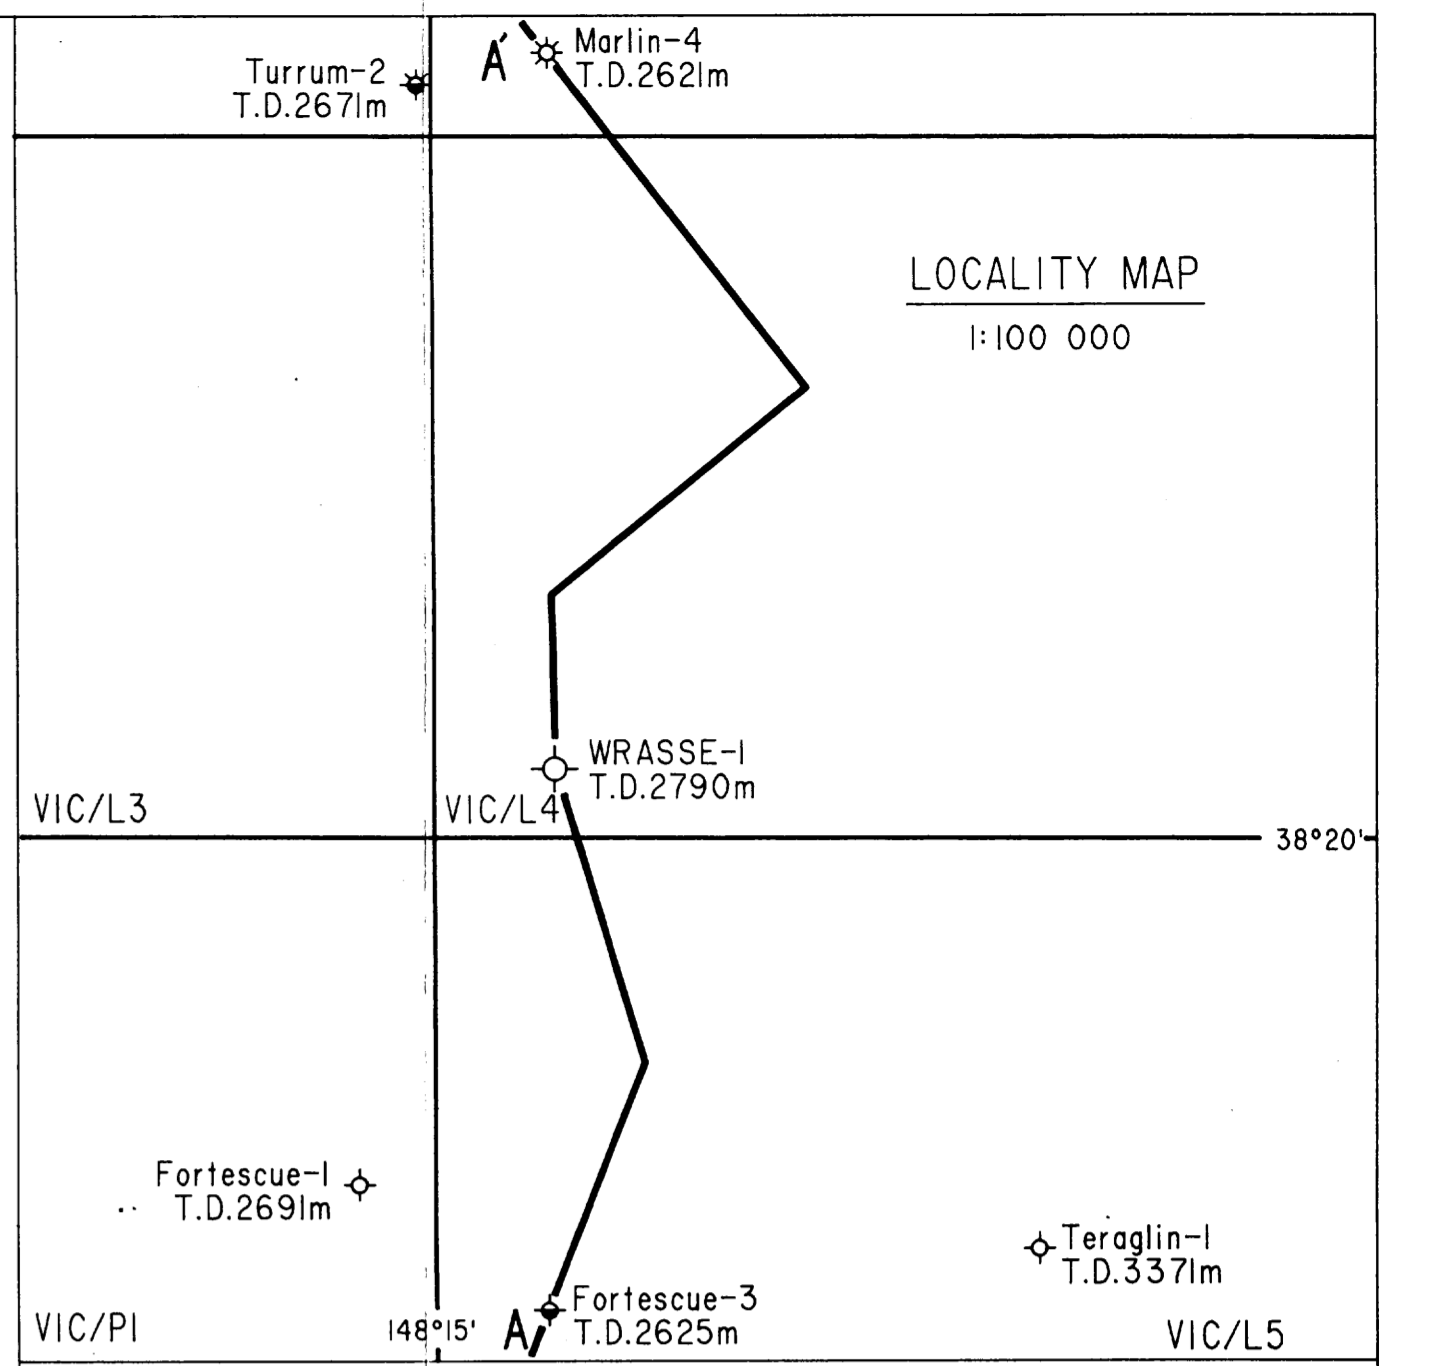 A´
Marlin-4
T.D.2621m
Turrum-2
T.D.2671m
LOCALITY MAP
1:100 000
WRASSE-1
T.D.2790m
VIC/L3
VIC/L4
38°20'
Fortescue-1
T.D.2691m
Teraglin-1
T.D.3371m
Fortescue-3
T.D.2625m
VIC/P1
148°15'
A
VIC/L5